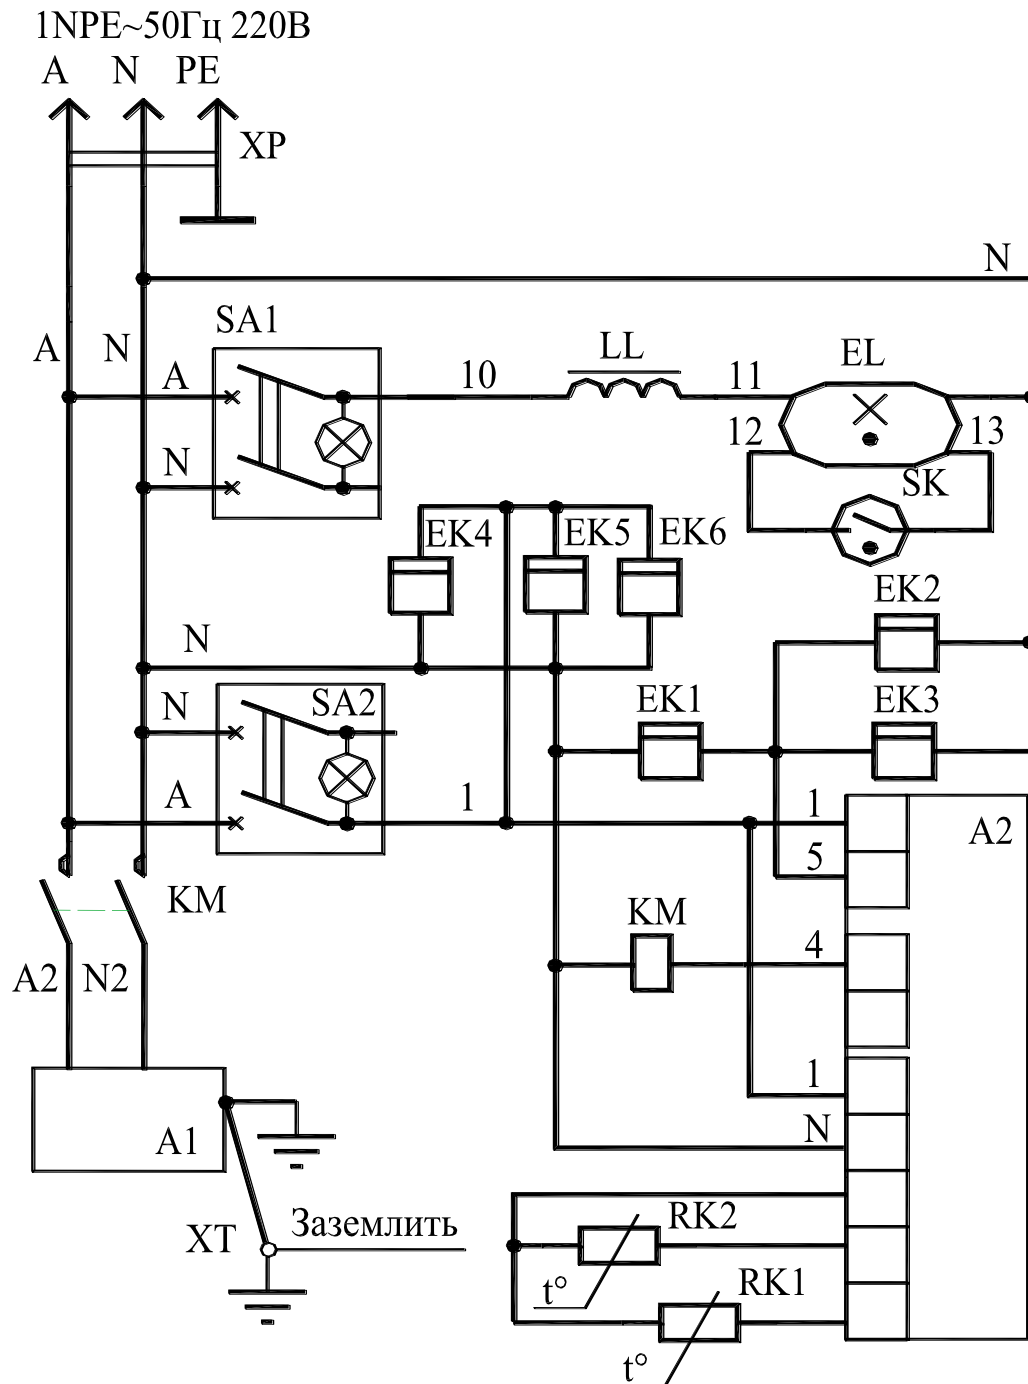 1NPE~50Гц 220В
A N PE
XP
N
SA1
A N
A
10
LL
11
EL
12
13
N
SK
EK4
EK5
EK6
EK2
N
N
SA2
EK1
EK3
A
1
1
A2
5
KM
KM
4
A2 N2
1
N
A1
RK2
XT
Заземлить
t°
RK1
t°